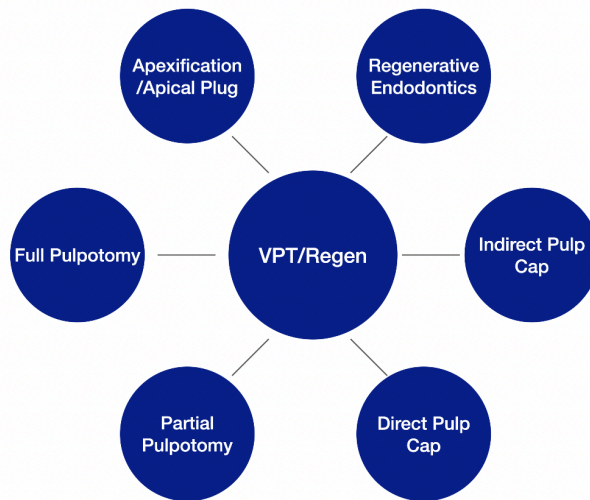 Apexification
/Apical Plug
Regenerative
Endodontics
Full Pulpotomy
VPT/Regen
Indirect Pulp
Cap
Partial
Pulpotomy
Direct Pulp
Cap